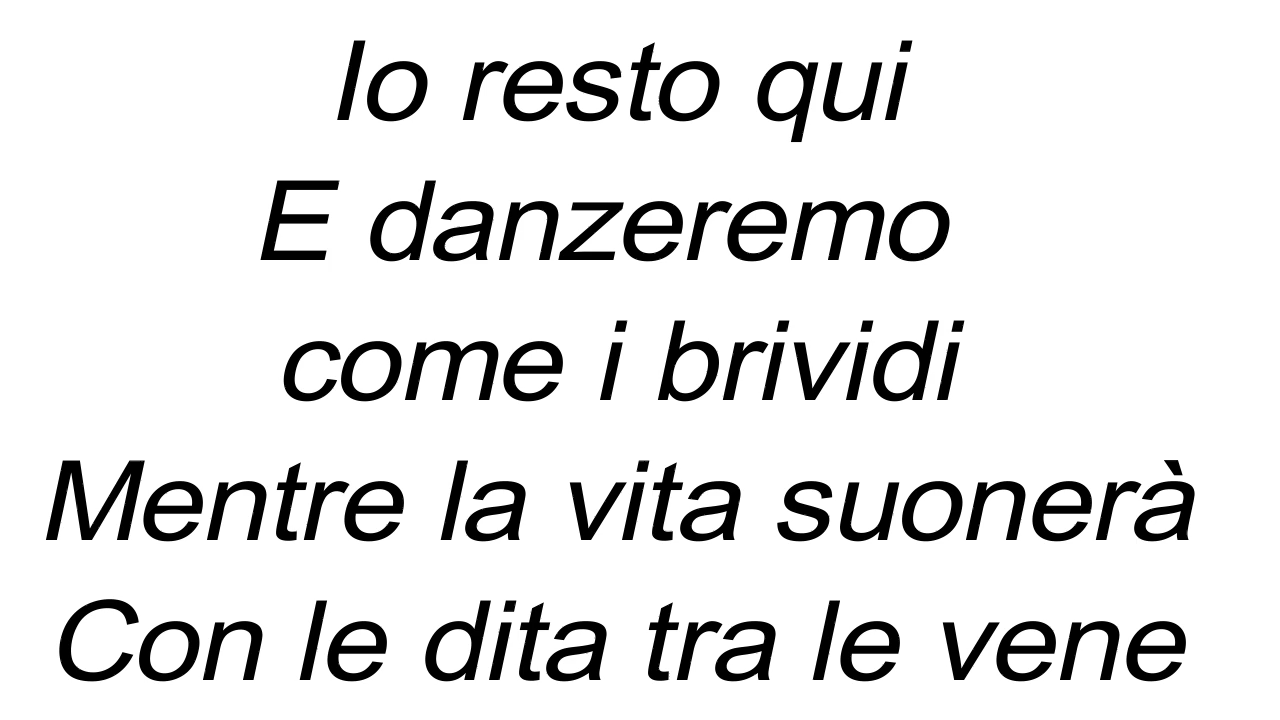 Io resto qui
E danzeremo
come i brividi
Mentre la vita suonerà
Con le dita tra le vene